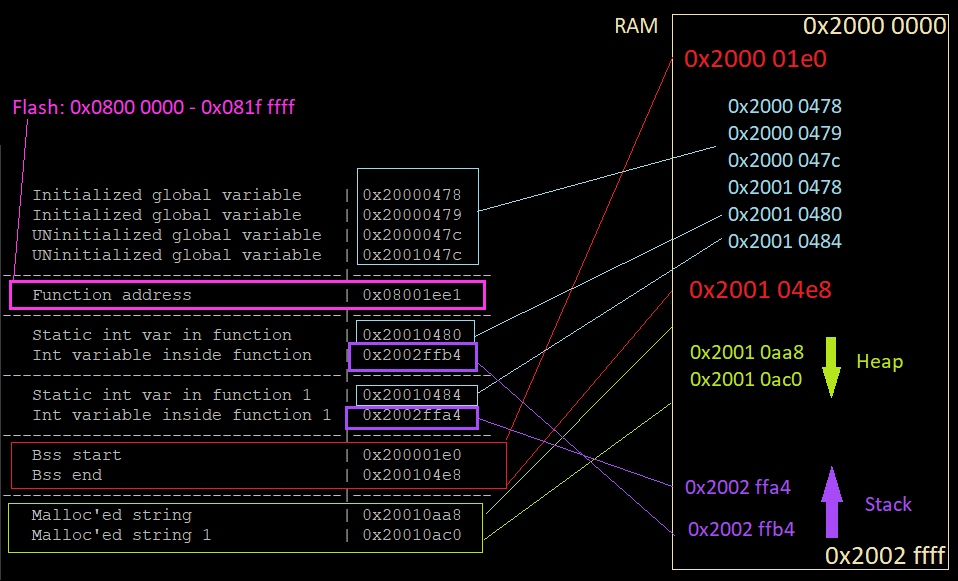 RAM
0x2000 0000
0x2000 01e0
Flash: 0x0800 0000 - 0x081f ffff
0x2000 0478
0x2000 0479
0x2000 047c
0x2001 0478
0x2001 0480
0x2001 0484
Initialized global variable | 0x20000478
Initialized global variable | 0x20000479
UNinitialized global variable | 0x2000047c
UNinitialized global variable | 0x2001047c
Function address | 0x08001ee1
0x2001 04e8
Static int var in function | 0x20010480
Int variable inside function | 0x2002ffb4
0x2001 0aa8
0x2001 0ac0
Heap
Static int var in function 1 | 0x20010484
Int variable inside function 1 | 0x2002ffa4
Bss start | 0x200001e0
Bss end | 0x200104e8
0x2002 ffa4
Stack
0x2002 ffb4
Malloc'ed string | 0x20010aa8
Malloc'ed string 1 | 0x20010ac0
0x2002 ffff